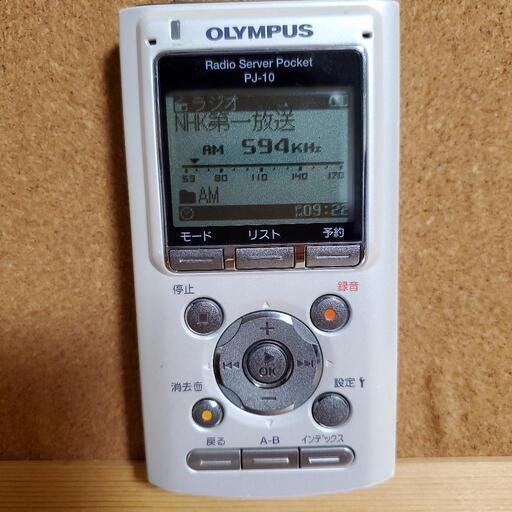 OLYMPUS
Radio Server Pocket
PJ-10
ラジオ
NHK第一放送
AM 594KHz
53 80 110 140 170
AM
09:22
モード リスト 予約
停止 録音
+
OK
−
消去 設定
戻る A-B インデックス